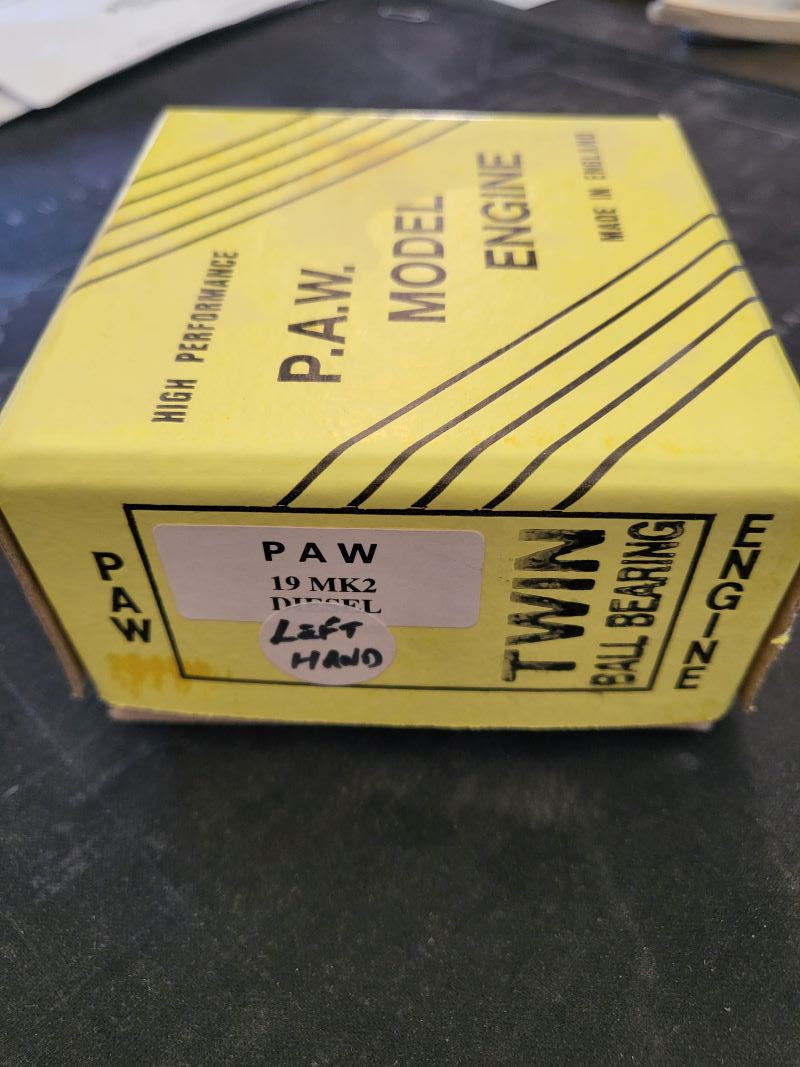 HIGH PERFORMANCE
P.A.W.
MODEL
ENGINE
MADE IN ENGLAND
PAW
PAW
19 MK2
DIESEL
LEFT
HAND
TWIN
BALL BEARING
ENGINE